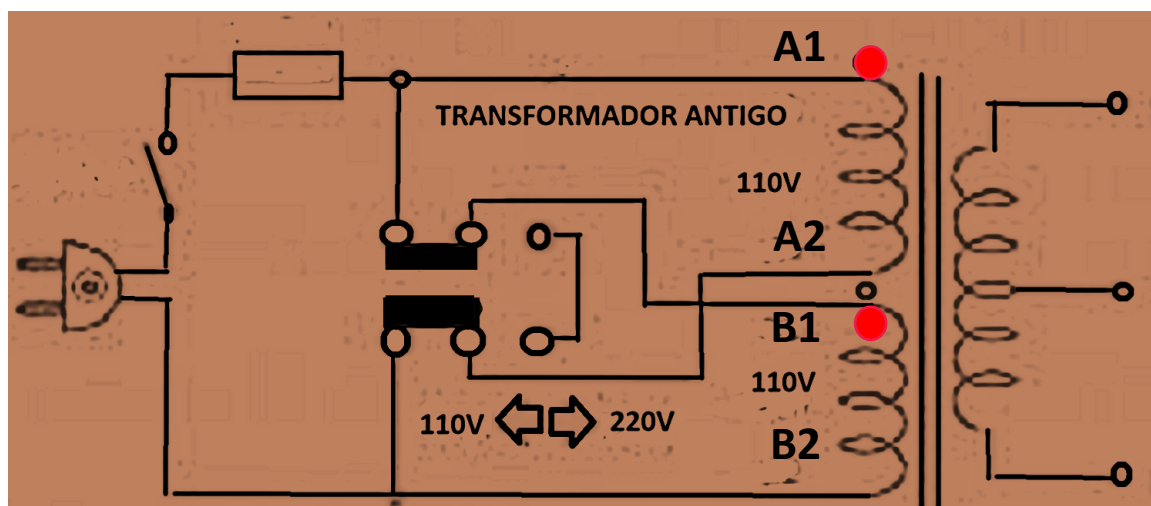 A1
TRANSFORMADOR ANTIGO
110V
A2
B1
110V
110V
220V
B2